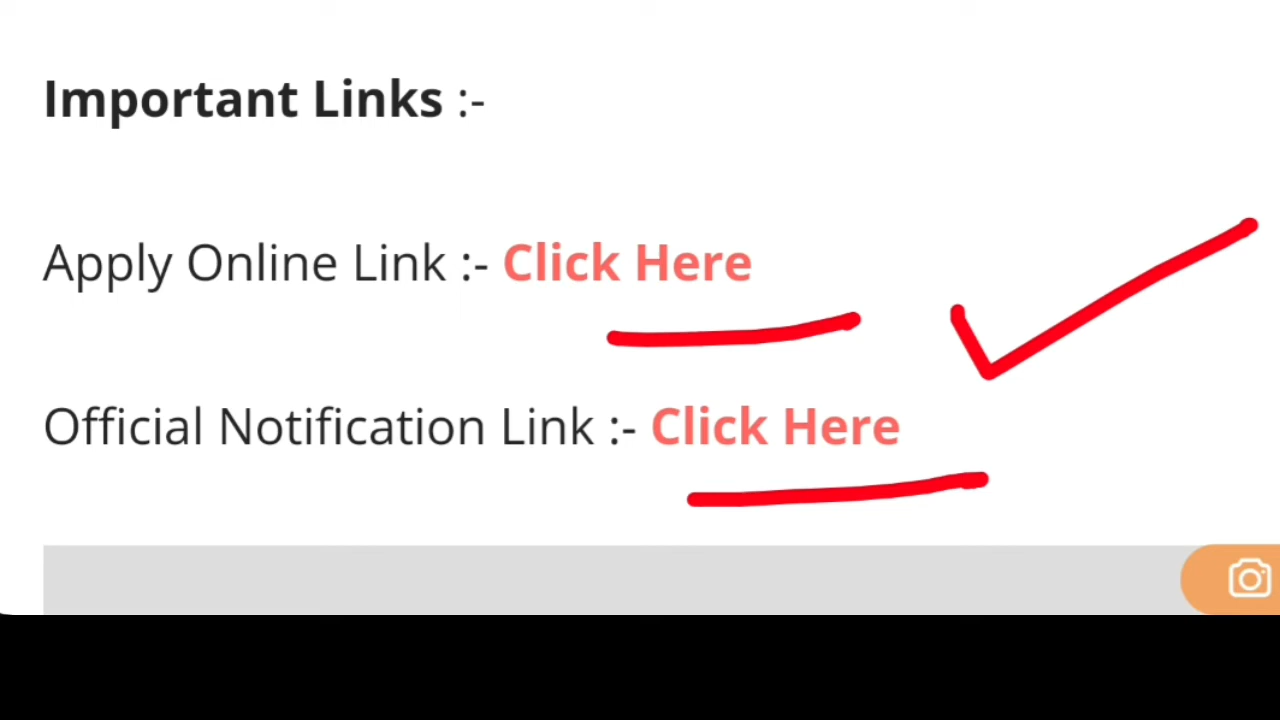 Important Links :-
Apply Online Link :- Click Here
Official Notification Link :- Click Here